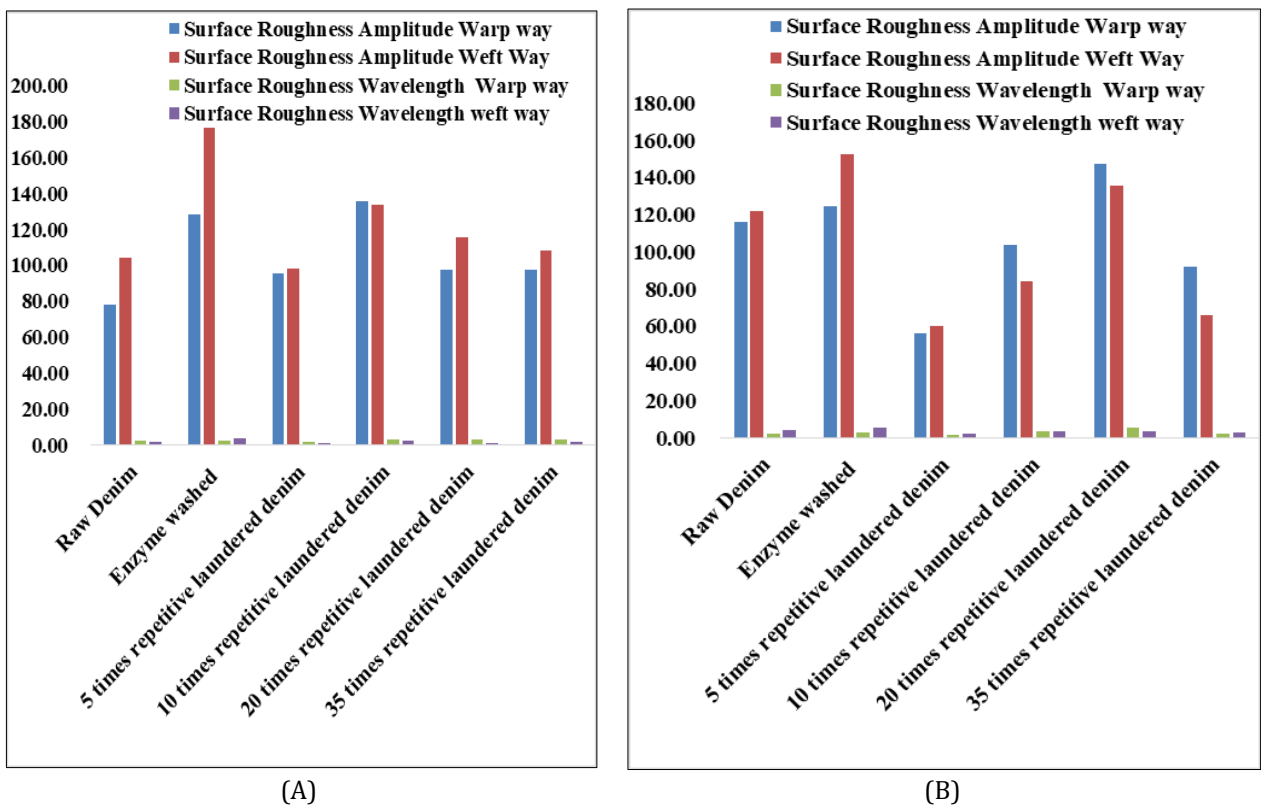 Surface Roughness Amplitude Warp way
Surface Roughness Amplitude Weft Way
Surface Roughness Wavelength Warp way
Surface Roughness Wavelength weft way
200.00
180.00
160.00
140.00
120.00
100.00
80.00
60.00
40.00
20.00
0.00
Raw Denim
Enzyme washed
5 times repetitive laundered denim
10 times repetitive laundered denim
20 times repetitive laundered denim
35 times repetitive laundered denim
(A)
Surface Roughness Amplitude Warp way
Surface Roughness Amplitude Weft Way
Surface Roughness Wavelength Warp way
Surface Roughness Wavelength weft way
180.00
160.00
140.00
120.00
100.00
80.00
60.00
40.00
20.00
0.00
Raw Denim
Enzyme washed
5 times repetitive laundered denim
10 times repetitive laundered denim
20 times repetitive laundered denim
35 times repetitive laundered denim
(B)